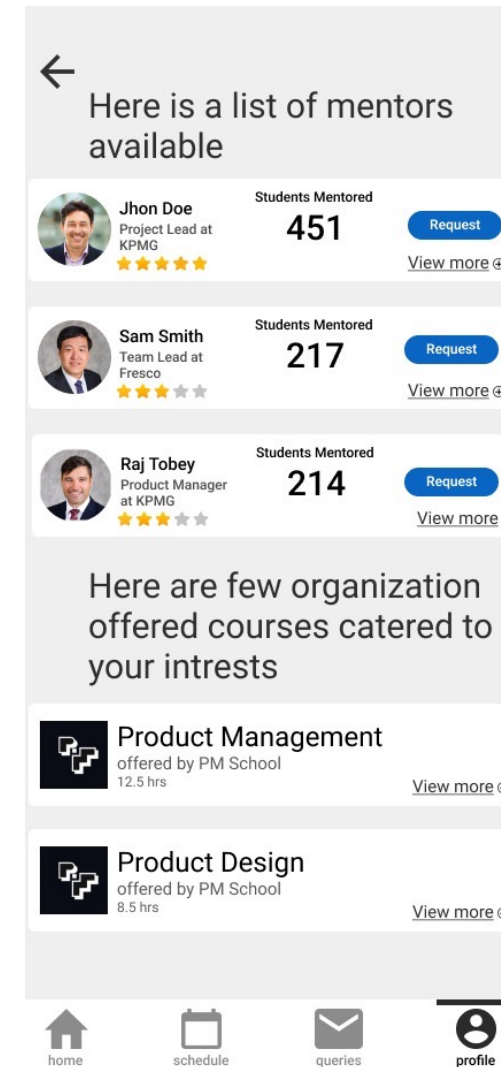 Here is a list of mentors
available
Jhon Doe
Project Lead at
KPMG
Students Mentored
451
Request
View more
Sam Smith
Team Lead at
Fresco
Students Mentored
217
Request
View more
Raj Tobey
Product Manager
at KPMG
Students Mentored
214
Request
View more
Here are few organization
offered courses catered to
your intrests
Product Management
offered by PM School
12.5 hrs
View more
Product Design
offered by PM School
8.5 hrs
View more
home
schedule
queries
profile